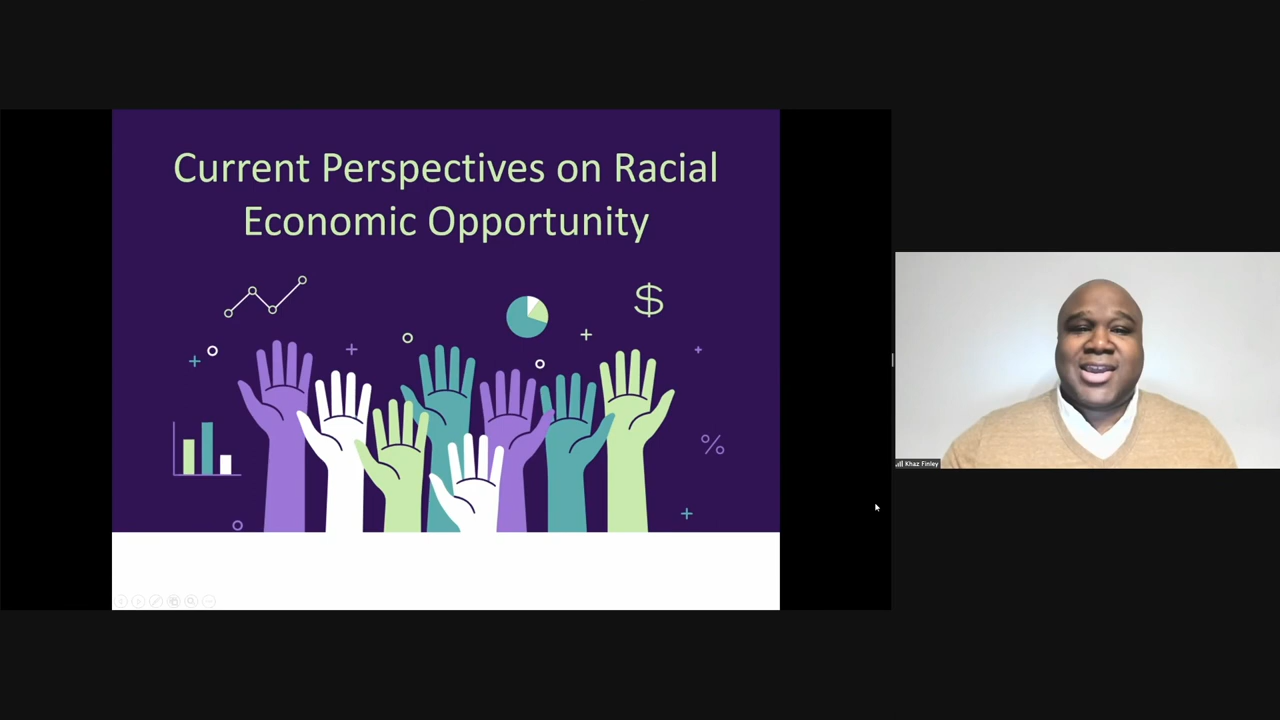 Current Perspectives on Racial
Economic Opportunity
$
%
Khaz Finley